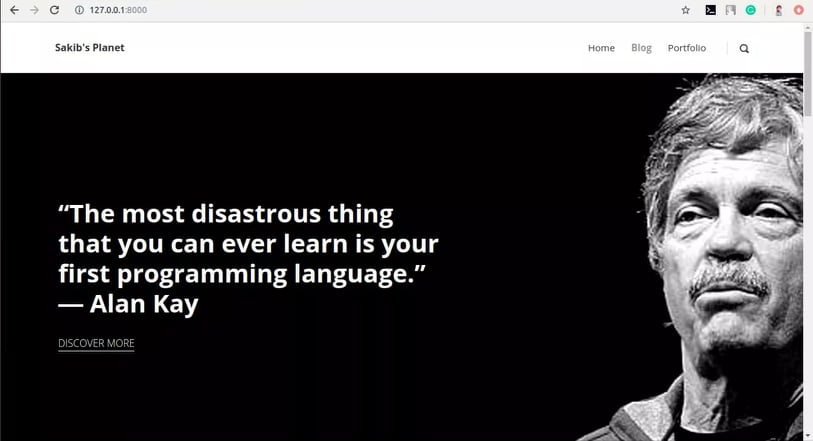 127.0.0.1:8000
Sakib's Planet
Home Blog Portfolio
“The most disastrous thing
that you can ever learn is your
first programming language.”
— Alan Kay
DISCOVER MORE